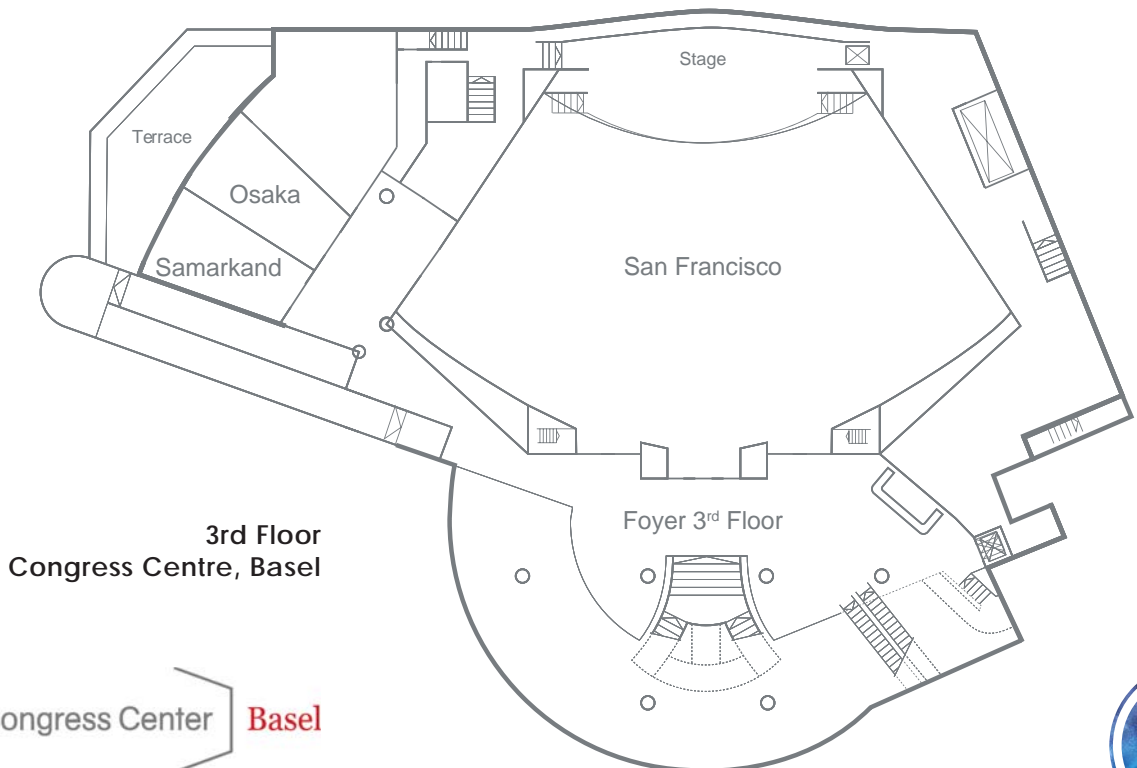 Stage
Terrace
Osaka
Samarkand
San Francisco
Foyer 3rd Floor
3rd Floor
Congress Centre, Basel
ongress Center Basel